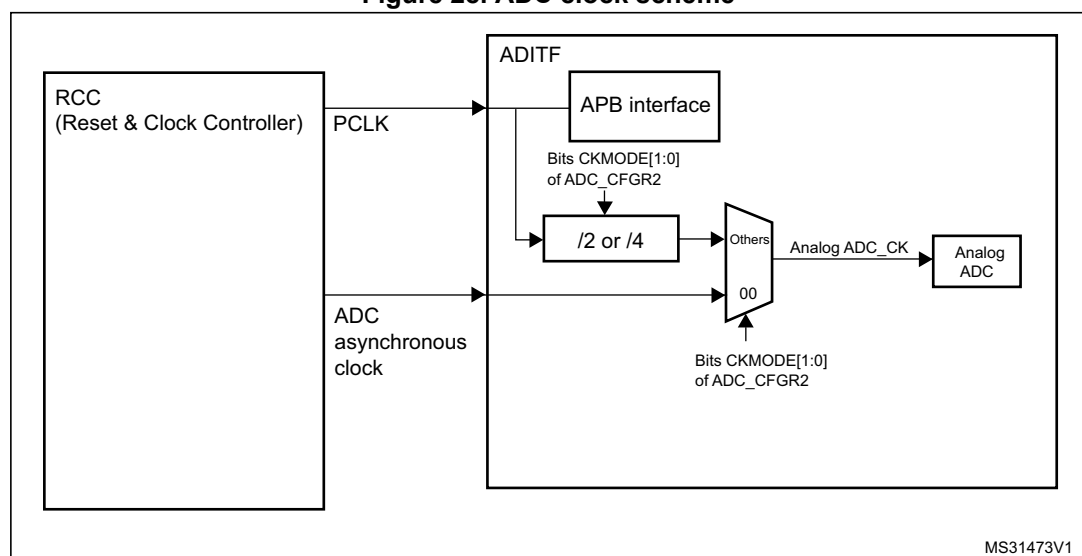 Figure ADC clock scheme
ADITF
RCC
(Reset & Clock Controller)
PCLK
APB interface
Bits CKMODE[1:0]
of ADC_CFGR2
/2 or /4
Others
00
Analog ADC_CK
Analog
ADC
ADC
asynchronous
clock
Bits CKMODE[1:0]
of ADC_CFGR2
MS31473V1